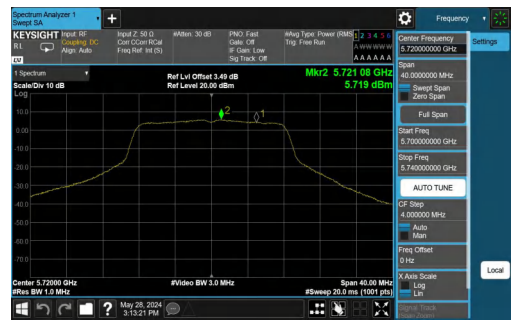 Spectrum Analyzer 1
Swept SA
Frequency
KEYSIGHT
RL
Input: RF
Coupling: DC
Align: Auto
Input Z: 50 Ω
Corr CCorr RCal
Freq Ref: Int (S)
#Atten: 30 dB
PNO: Fast
Gate: Off
IF Gain: Low
Sig Track: Off
#Avg Type: Power (RMS
Trig: Free Run
1 2 3 4 5 6
A W W W W W
A A A A A A
LV
1 Spectrum
Scale/Div 10 dB
Log
Ref Lvl Offset 3.49 dB
Ref Level 20.00 dBm
Mkr2 5.721 08 GHz
5.719 dBm
10.0
0.00
-10.0
-20.0
-30.0
-40.0
-50.0
-60.0
-70.0
2
1
Center 5.72000 GHz
#Res BW 1.0 MHz
#Video BW 3.0 MHz
Span 40.00 MHz
#Sweep 20.0 ms (1001 pts)
May 28, 2024
3:13:21 PM
Center Frequency
5.720000000 GHz
Settings
Span
40.0000000 MHz
Swept Span
Zero Span
Full Span
Start Freq
5.700000000 GHz
Stop Freq
5.740000000 GHz
AUTO TUNE
CF Step
4.000000 MHz
Auto
Man
Freq Offset
0 Hz
X Axis Scale
Log
Lin
Local
Signal Track